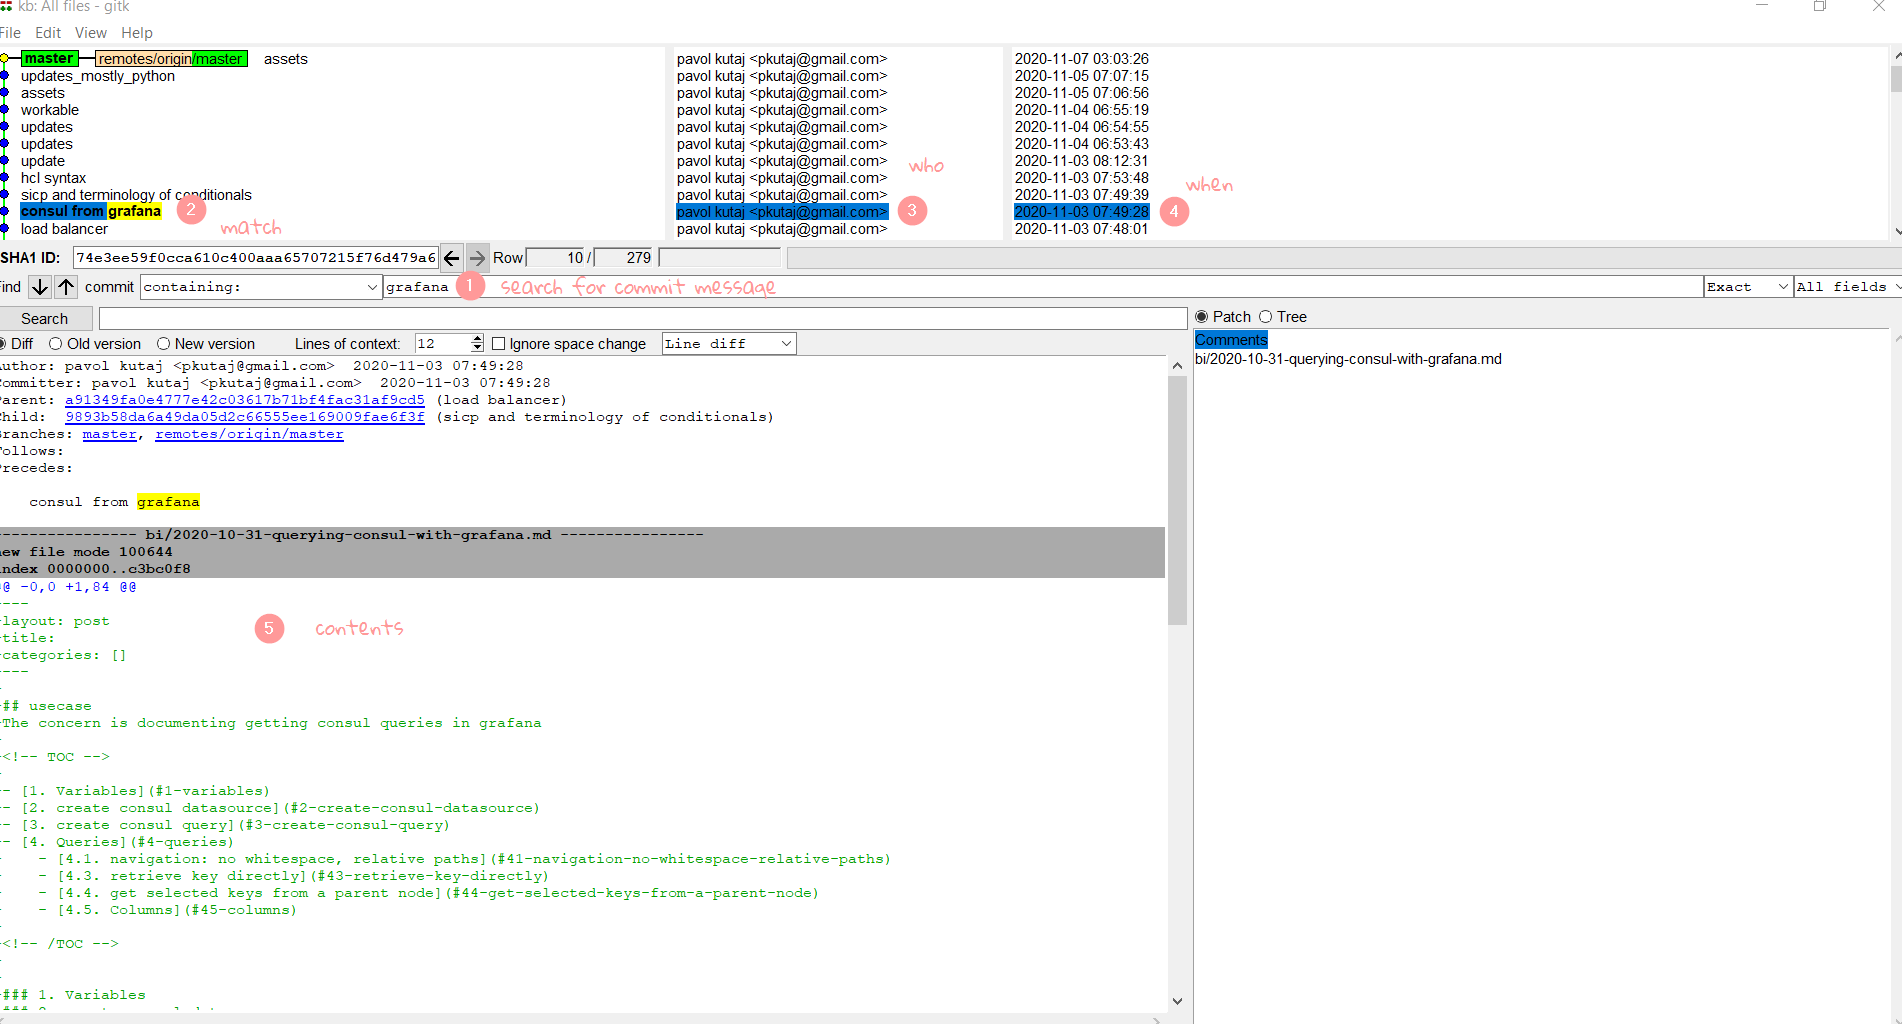 kb: All files - gitk
File Edit View Help
master remotes/origin/master assets pavol kutaj <pkutaj@gmail.com> 2020-11-07 03:03:26
updates_mostly_python pavol kutaj <pkutaj@gmail.com> 2020-11-05 07:07:15
assets pavol kutaj <pkutaj@gmail.com> 2020-11-05 07:06:56
workable pavol kutaj <pkutaj@gmail.com> 2020-11-04 06:55:19
updates pavol kutaj <pkutaj@gmail.com> 2020-11-04 06:54:55
updates pavol kutaj <pkutaj@gmail.com> 2020-11-04 06:53:43
update pavol kutaj <pkutaj@gmail.com> 2020-11-03 08:12:31
who
hcl syntax pavol kutaj <pkutaj@gmail.com> 2020-11-03 07:53:48
when
sicp and terminology of conditionals pavol kutaj <pkutaj@gmail.com> 2020-11-03 07:49:39
consul from grafana 2 pavol kutaj <pkutaj@gmail.com> 3 2020-11-03 07:49:28 4
match
load balancer pavol kutaj <pkutaj@gmail.com> 2020-11-03 07:48:01
SHA1 ID: 74e3ee59f0cca610c400aaa65707215f76d479a6 Row 10 / 279
Find commit containing: grafana 1 search for commit message Exact All fields
Search Patch Tree
Diff Old version New version Lines of context: 12 Ignore space change Line diff
Comments
bi/2020-10-31-querying-consul-with-grafana.md
Author: pavol kutaj <pkutaj@gmail.com> 2020-11-03 07:49:28
Committer: pavol kutaj <pkutaj@gmail.com> 2020-11-03 07:49:28
Parent: a91349fa0e4777e42c03617b71bf4fac31af9cd5 (load balancer)
Child: 9893b58da6a49da05d2c66555ee169009fae6f3f (sicp and terminology of conditionals)
Branches: master, remotes/origin/master
Follows:
Precedes:
consul from grafana
---------------- bi/2020-10-31-querying-consul-with-grafana.md ----------------
new file mode 100644
index 0000000..c3bc0f8
@@ -0,0 +1,84 @@
----
layout: post
5 contents
title:
categories: []
----
## usecase
The concern is documenting getting consul queries in grafana
<!-- TOC -->
- [1. Variables](#1-variables)
- [2. create consul datasource](#2-create-consul-datasource)
- [3. create consul query](#3-create-consul-query)
- [4. Queries](#4-queries)
- [4.1. navigation: no whitespace, relative paths](#41-navigation-no-whitespace-relative-paths)
- [4.3. retrieve key directly](#43-retrieve-key-directly)
- [4.4. get selected keys from a parent node](#44-get-selected-keys-from-a-parent-node)
- [4.5. Columns](#45-columns)
<!-- /TOC -->
### 1. Variables